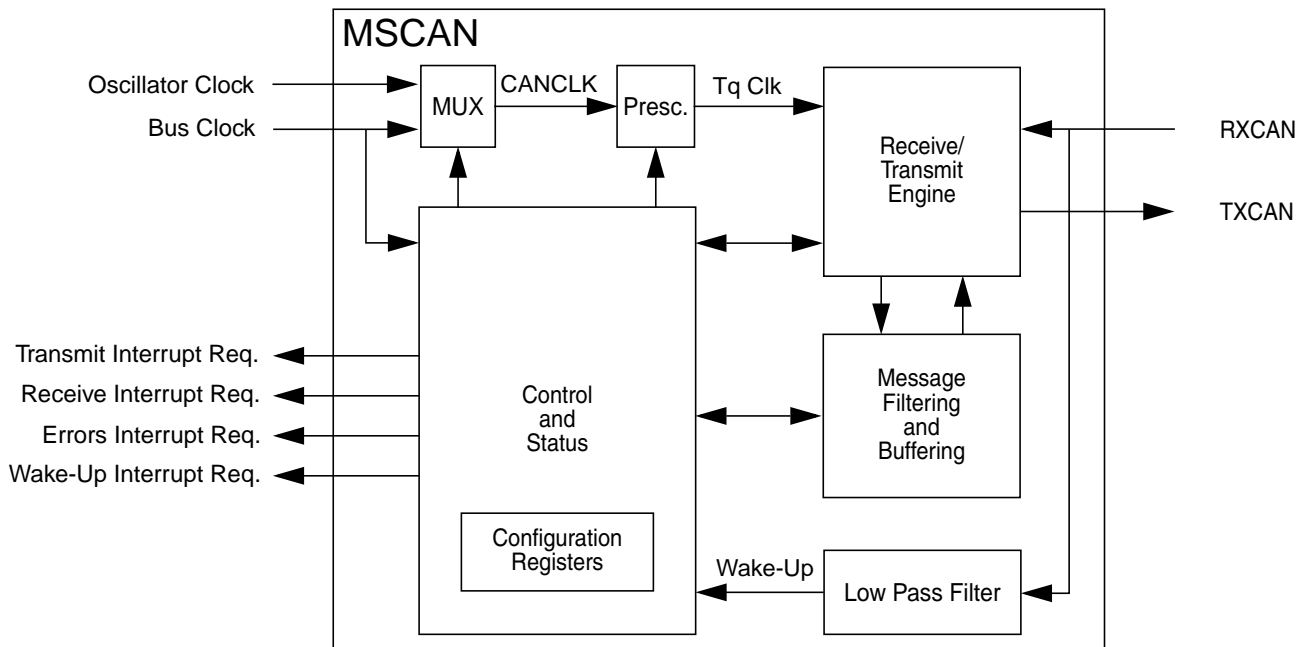 MSCAN
Oscillator Clock
Bus Clock
MUX
CANCLK
Presc.
Tq Clk
Receive/
Transmit
Engine
RXCAN
TXCAN
Transmit Interrupt Req.
Receive Interrupt Req.
Errors Interrupt Req.
Wake-Up Interrupt Req.
Control
and
Status
Message
Filtering
and
Buffering
Configuration
Registers
Wake-Up
Low Pass Filter